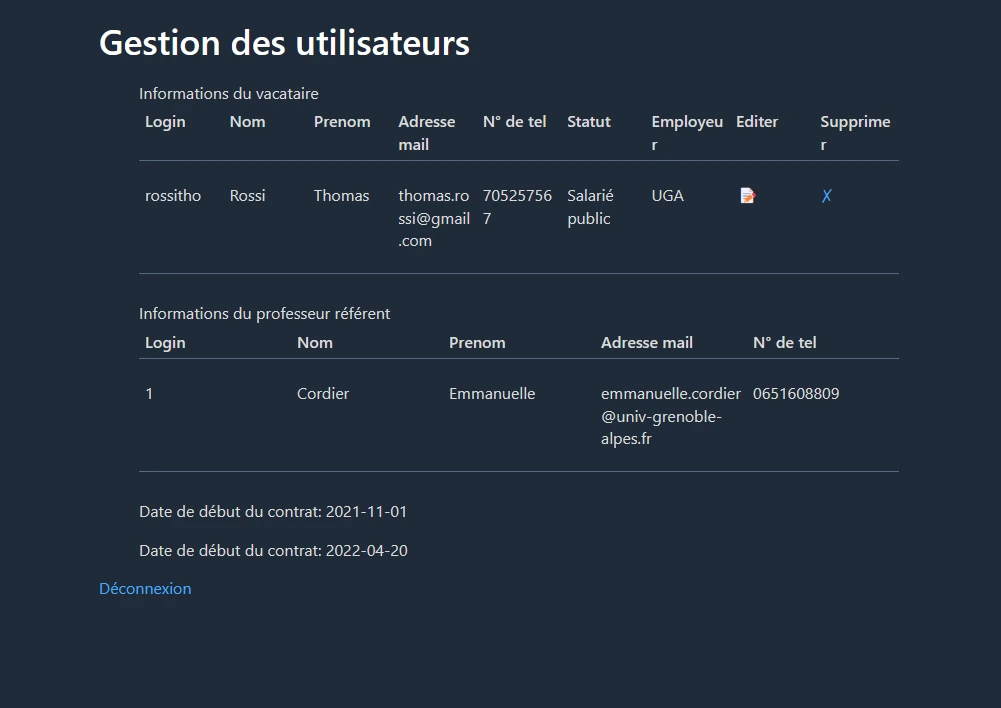 Gestion des utilisateurs
Informations du vacataire
Login Nom Prenom Adresse mail N° de tel Statut Employeur Editer Supprimer
rossitho Rossi Thomas thomas.rossi@gmail.com 705257567 Salarié public UGA ✗
Informations du professeur référent
Login Nom Prenom Adresse mail N° de tel
1 Cordier Emmanuelle emmanuelle.cordier@univ-grenoble-alpes.fr 0651608809
Date de début du contrat: 2021-11-01
Date de début du contrat: 2022-04-20
Déconnexion